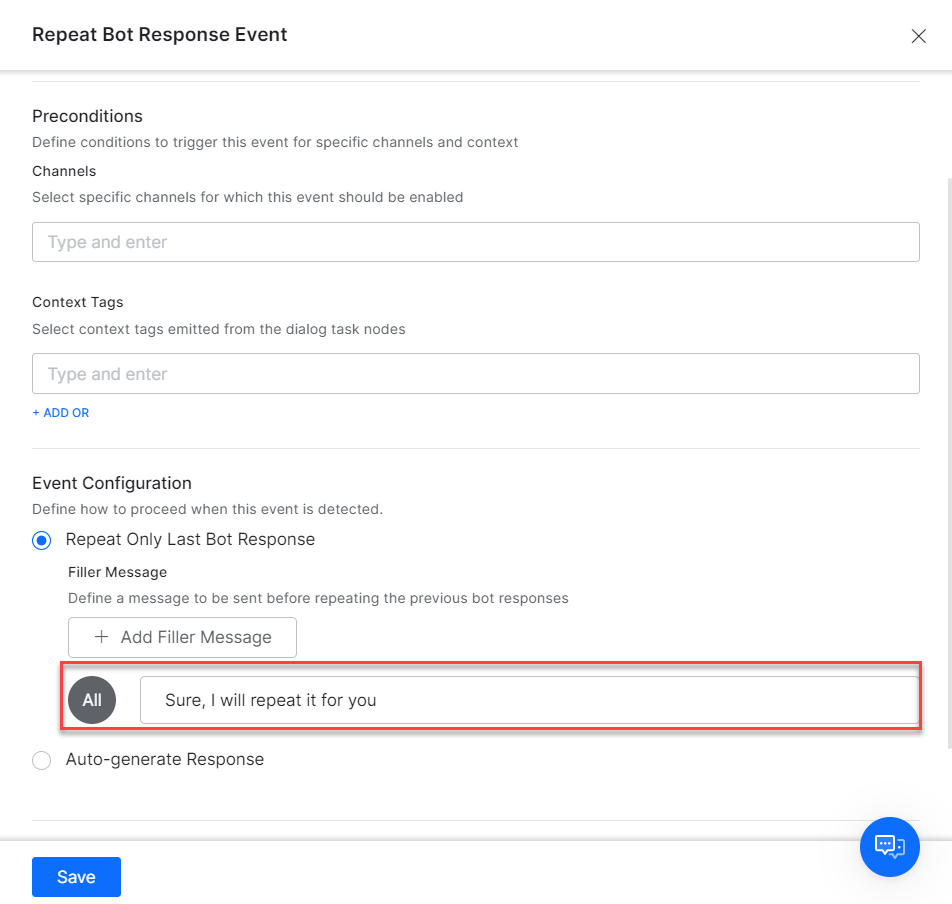 Repeat Bot Response Event
Preconditions
Define conditions to trigger this event for specific channels and context
Channels
Select specific channels for which this event should be enabled
Type and enter
Context Tags
Select context tags emitted from the dialog task nodes
Type and enter
+ ADD OR
Event Configuration
Define how to proceed when this event is detected.
Repeat Only Last Bot Response
Filler Message
Define a message to be sent before repeating the previous bot responses
+ Add Filler Message
All Sure, I will repeat it for you
Auto-generate Response
Save